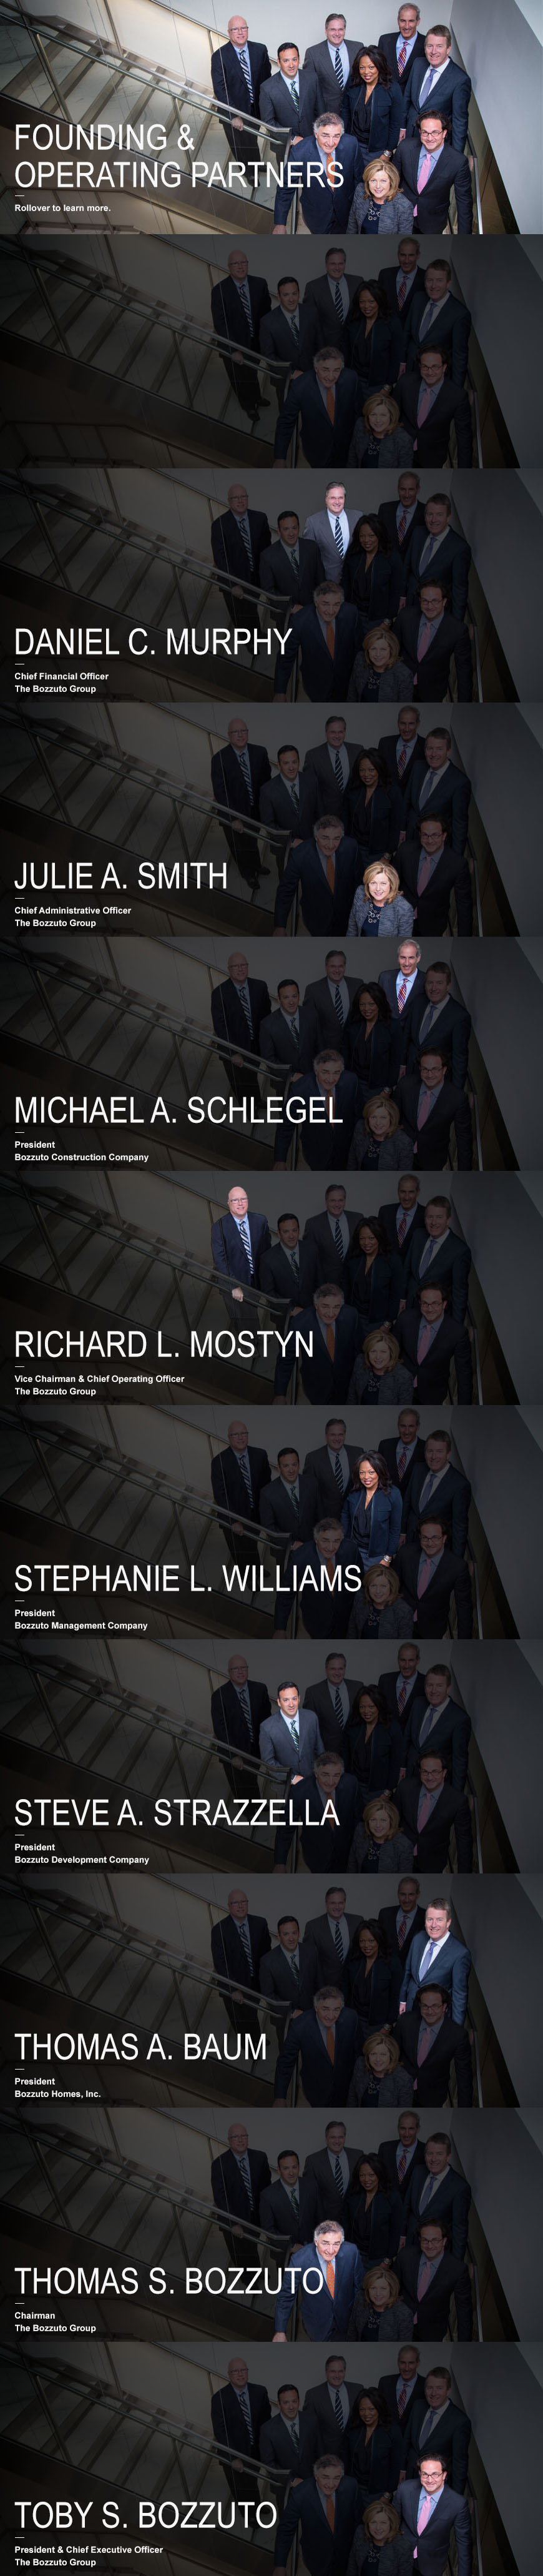 FOUNDING &
OPERATING PARTNERS
Rollover to learn more.
DANIEL C. MURPHY
Chief Financial Officer
The Bozzuto Group
JULIE A. SMITH
Chief Administrative Officer
The Bozzuto Group
MICHAEL A. SCHLEGEL
President
Bozzuto Construction Company
RICHARD L. MOSTYN
Vice Chairman & Chief Operating Officer
The Bozzuto Group
STEPHANIE L. WILLIAMS
President
Bozzuto Management Company
STEVE A. STRAZZELLA
President
Bozzuto Development Company
THOMAS A. BAUM
President
Bozzuto Homes, Inc.
THOMAS S. BOZZUTO
Chairman
The Bozzuto Group
TOBY S. BOZZUTO
President & Chief Executive Officer
The Bozzuto Group